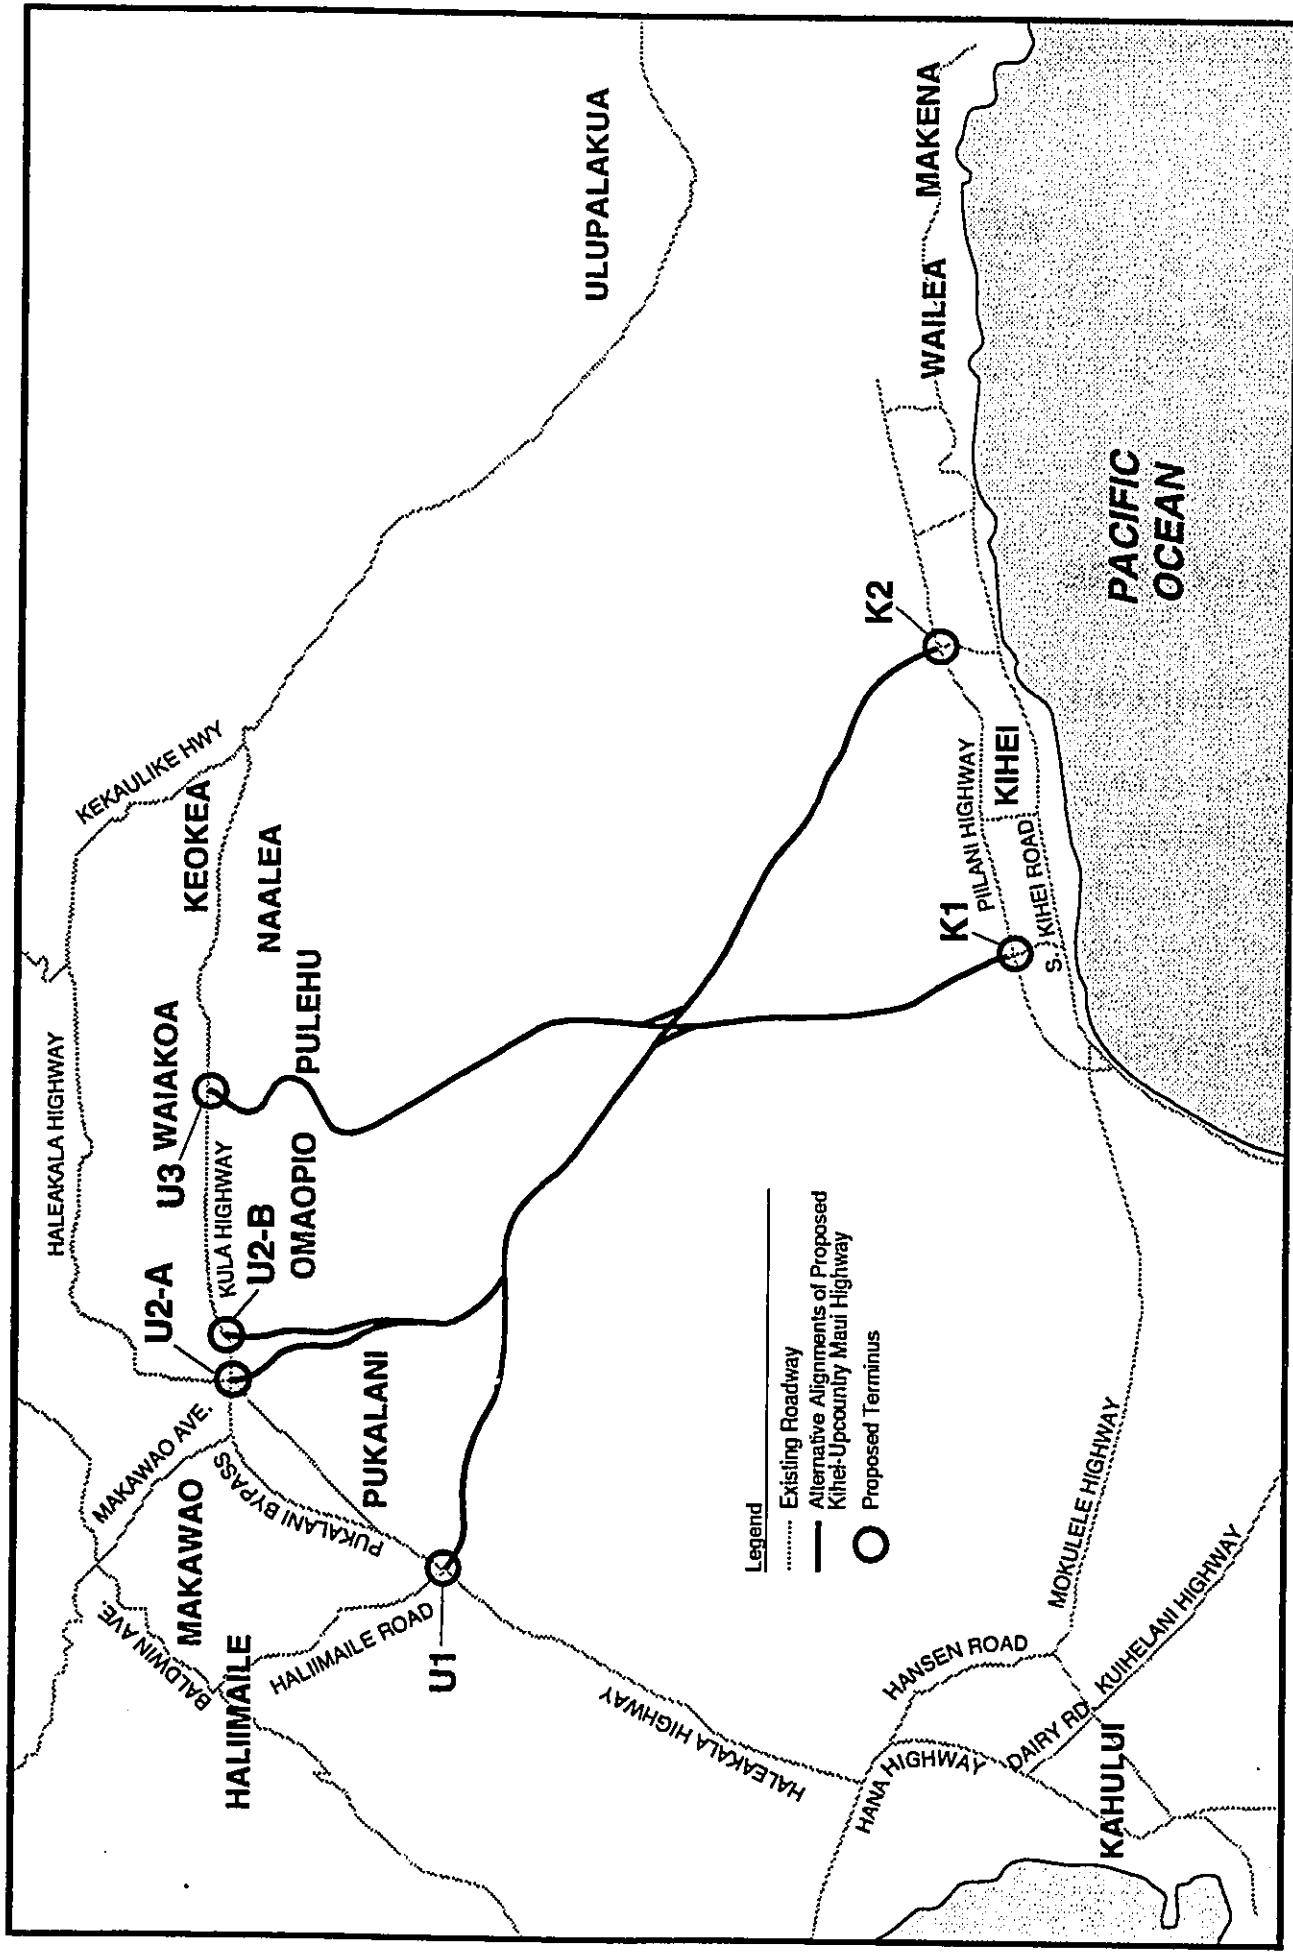 HALEAKALA HIGHWAY
KEKAULIKE HWY
KEOKEA
NAALEA
ULUPALAKUA
U3
WAIAKOA
PULEHU
KULA HIGHWAY
U2-A
U2-B
OMAOPIO
MAKAWAO AVE.
MAKAWAO
PUKALANI BYPASS
PUKALANI
BALDWIN AVE.
HALIIMAILE
HALIIMAILE ROAD
U1
HALEAKALA HIGHWAY
HANA HIGHWAY
HANSEN ROAD
DAIRY RD
KAHULUI
KUIHELANI HIGHWAY
MOKULELE HIGHWAY
K1
K2
PIILANI HIGHWAY
KIHEI
S. KIHEI ROAD
WAILEA
MAKENA
PACIFIC
OCEAN
Legend
Existing Roadway
Alternative Alignments of Proposed
Kihei-Upcountry Maui Highway
Proposed Terminus